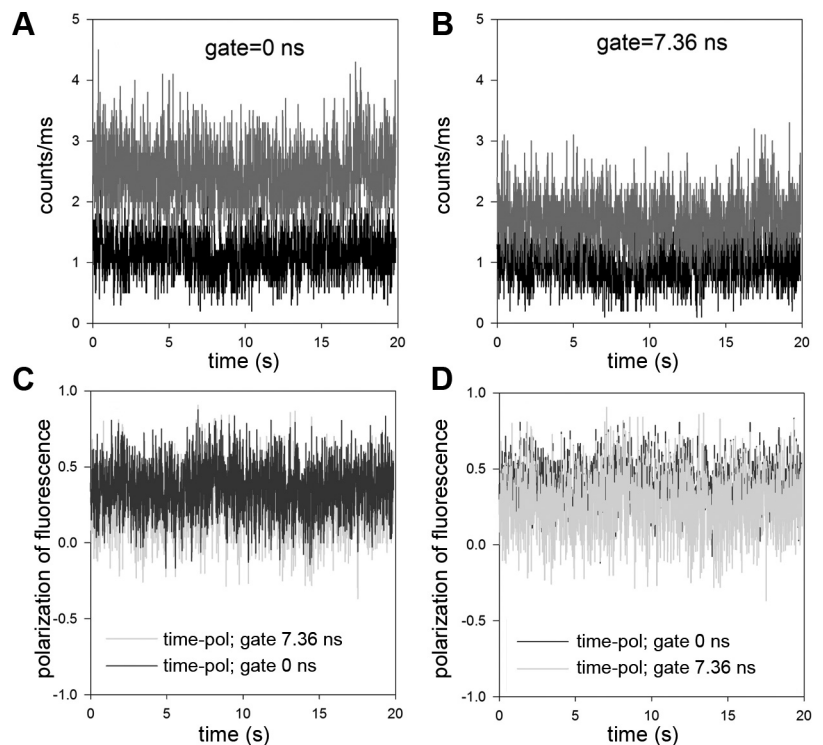 A
gate=0 ns
counts/ms
5
4
3
2
1
0
0 5 10 15 20
time (s)
B
gate=7.36 ns
counts/ms
5
4
3
2
1
0
0 5 10 15 20
time (s)
C
polarization of fluorescence
1.0
0.5
0.0
-0.5
-1.0
time-pol; gate 7.36 ns
time-pol; gate 0 ns
0 5 10 15 20
time (s)
D
polarization of fluorescence
1.0
0.5
0.0
-0.5
-1.0
time-pol; gate 0 ns
time-pol; gate 7.36 ns
0 5 10 15 20
time (s)